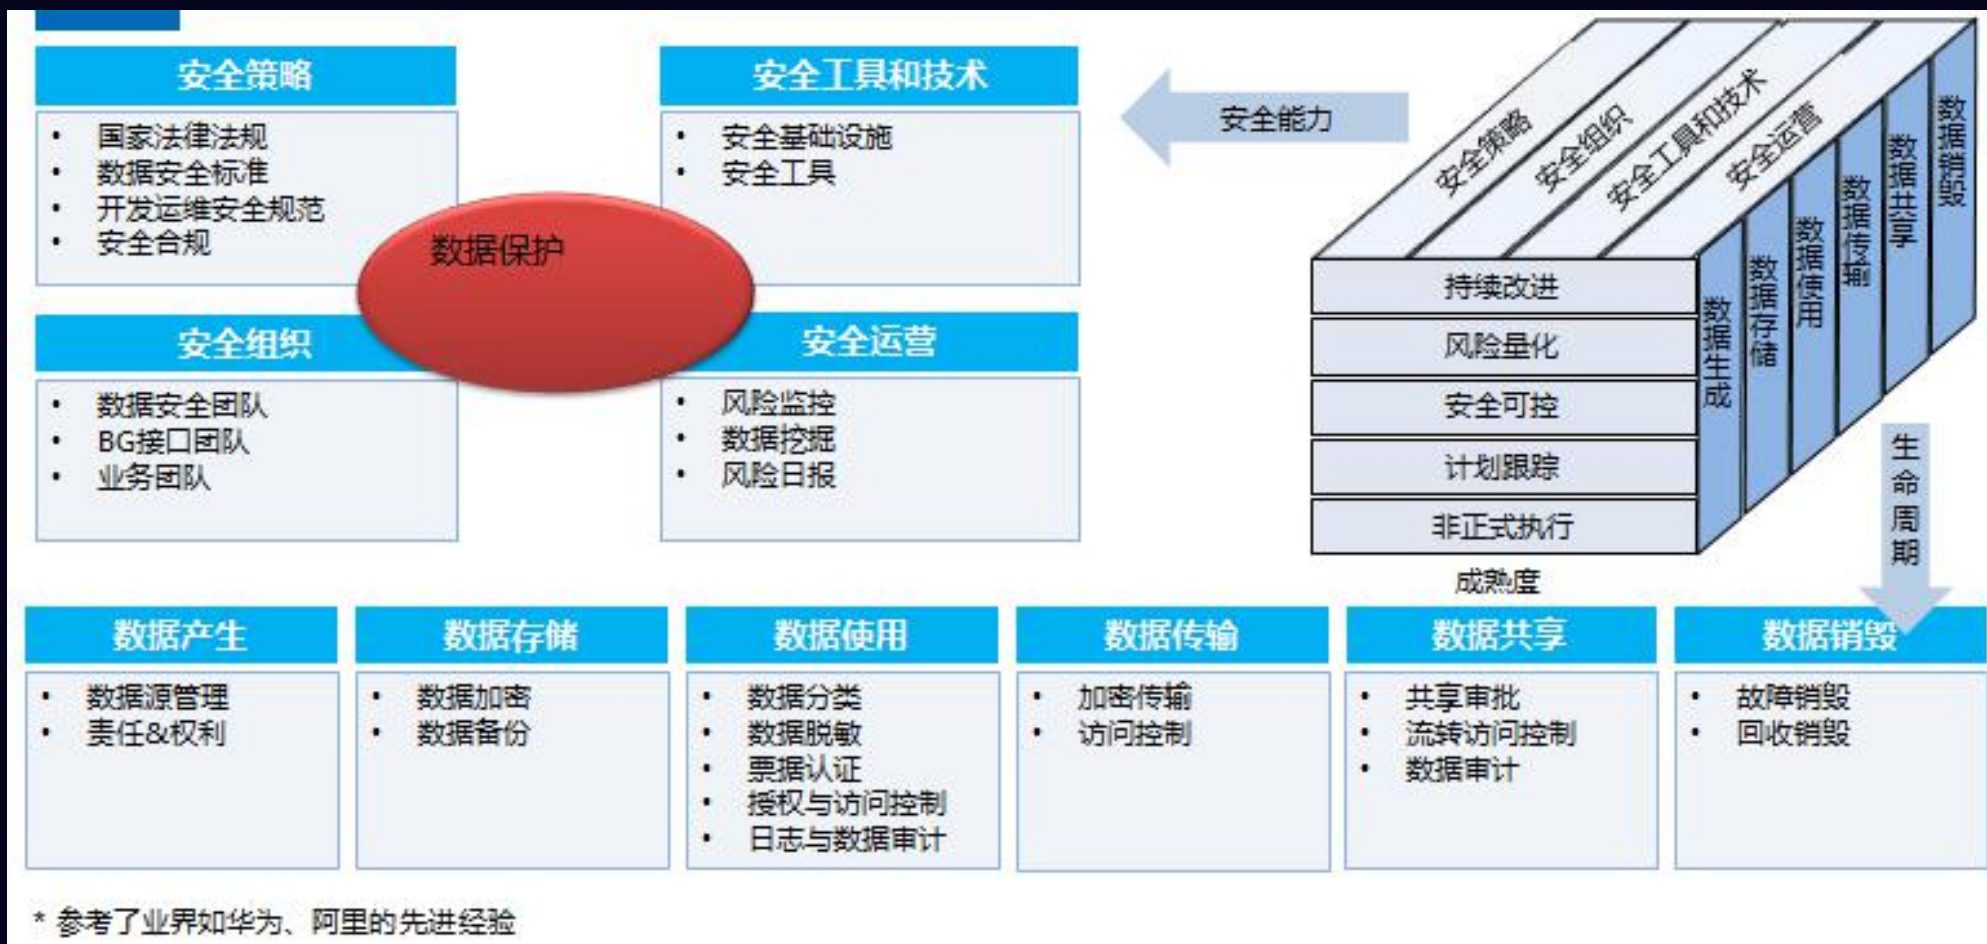 安全策略
• 国家法律法规
• 数据安全标准
• 开发运维安全规范
• 安全合规
安全工具和技术
• 安全基础设施
• 安全工具
数据保护
安全组织
• 数据安全团队
• BG接口团队
• 业务团队
安全运营
• 风险监控
• 数据挖掘
• 风险日报
安全能力
安全策略
安全组织
安全工具和技术
安全运营
持续改进
风险量化
安全可控
计划跟踪
非正式执行
成熟度
数据生成
数据存储
数据使用
数据传输
数据共享
数据销毁
生命周期
数据产生
• 数据源管理
• 责任&权利
数据存储
• 数据加密
• 数据备份
数据使用
• 数据分类
• 数据脱敏
• 票据认证
• 授权与访问控制
• 日志与数据审计
数据传输
• 加密传输
• 访问控制
数据共享
• 共享审批
• 流转访问控制
• 数据审计
数据销毁
• 故障销毁
• 回收销毁
* 参考了业界如华为、阿里的先进经验